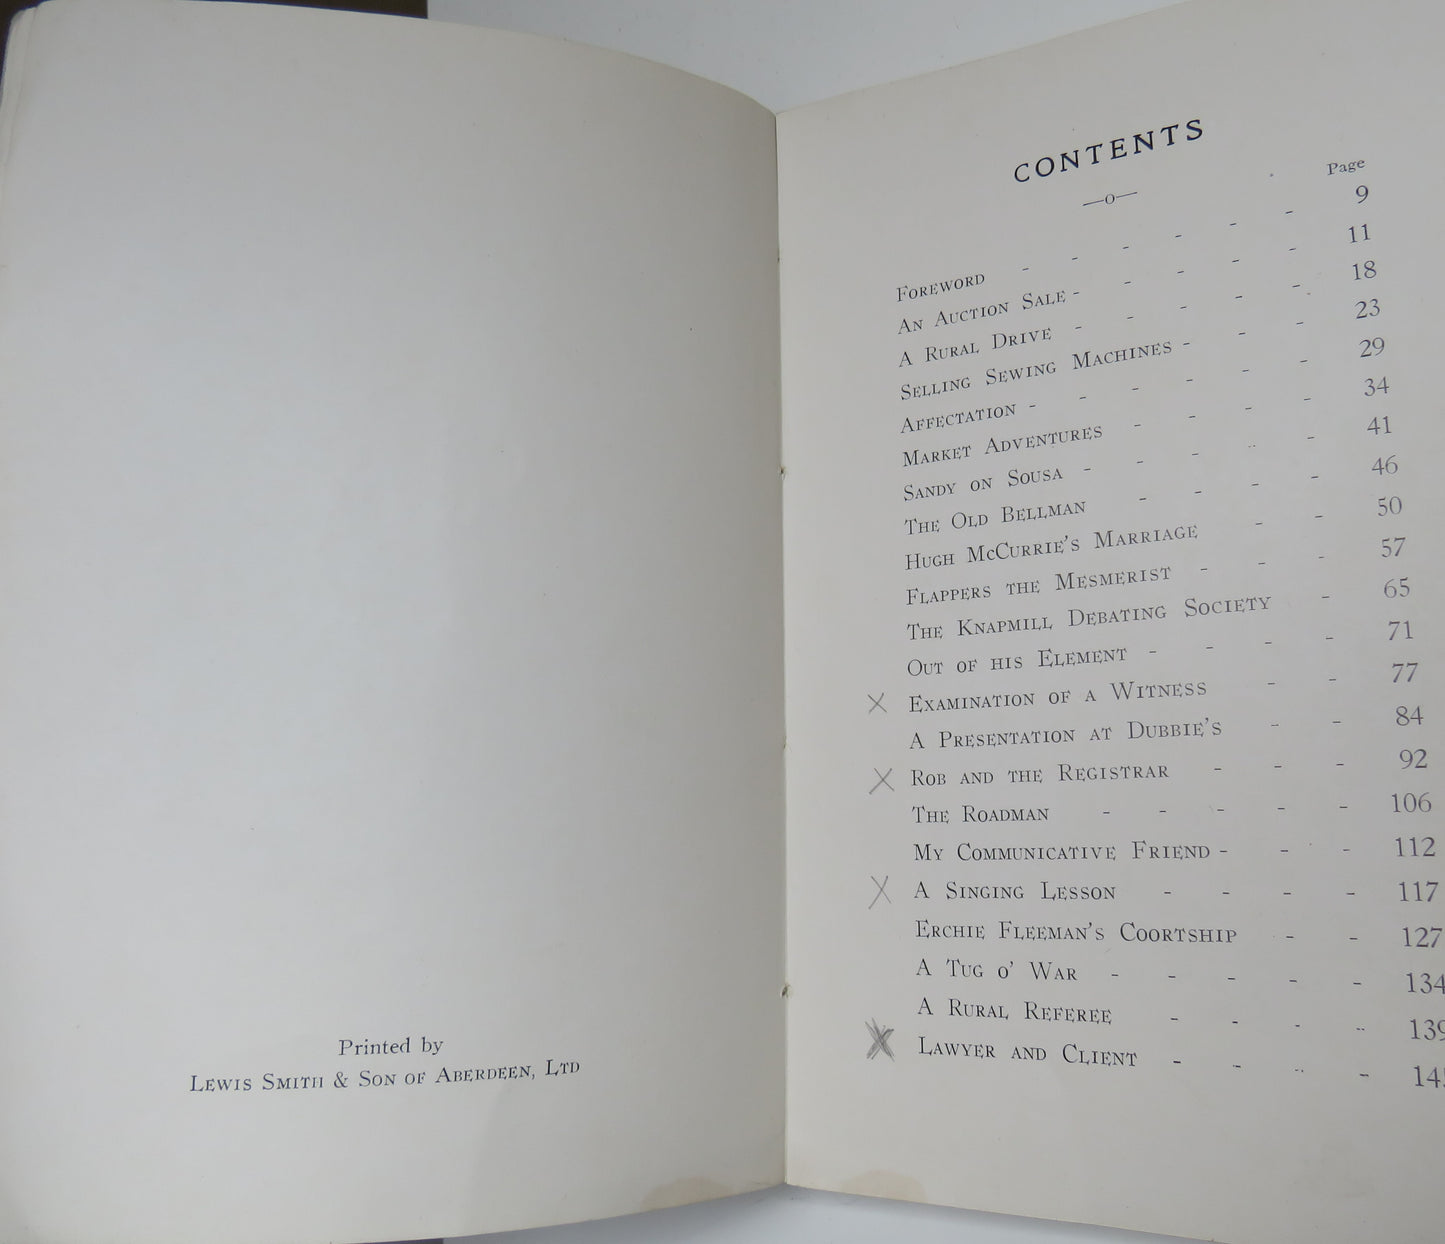 Printed by
Lewis Smith & Son of Aberdeen, Ltd
CONTENTS
—o—
Page
Foreword - - - - - - 9
An Auction Sale - - - - - 11
A Rural Drive - - - - - 18
Selling Sewing Machines - - - 23
Affectation - - - - - - 29
Market Adventures - - - - 34
Sandy on Sousa - - - - - 41
The Old Bellman - - - - 46
Hugh McCurrie's Marriage - - 50
Flappers the Mesmerist - - - 57
The Knapmill Debating Society - 65
Out of his Element - - - - 71
Examination of a Witness - - 77
A Presentation at Dubbie's - - 84
Rob and the Registrar - - - 92
The Roadman - - - - - 106
My Communicative Friend - - - 112
A Singing Lesson - - - - 117
Erchie Fleeman's Coortship - - 127
A Tug o' War - - - - - 134
A Rural Referee - - - - 139
Lawyer and Client - - - - 145